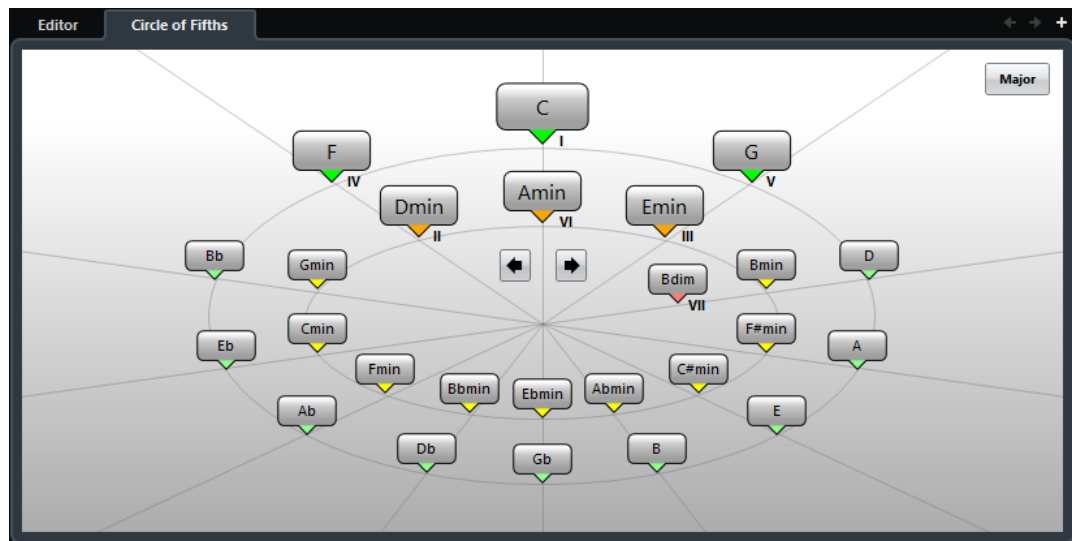 Editor
Circle of Fifths
Major
C
I
F
IV
G
V
Dmin
II
Amin
VI
Emin
III
Bb
Gmin
Bdim
VII
Bmin
D
Eb
Cmin
F#min
A
Fmin
C#min
Bbmin
Ebmin
Abmin
Ab
E
Db
Gb
B